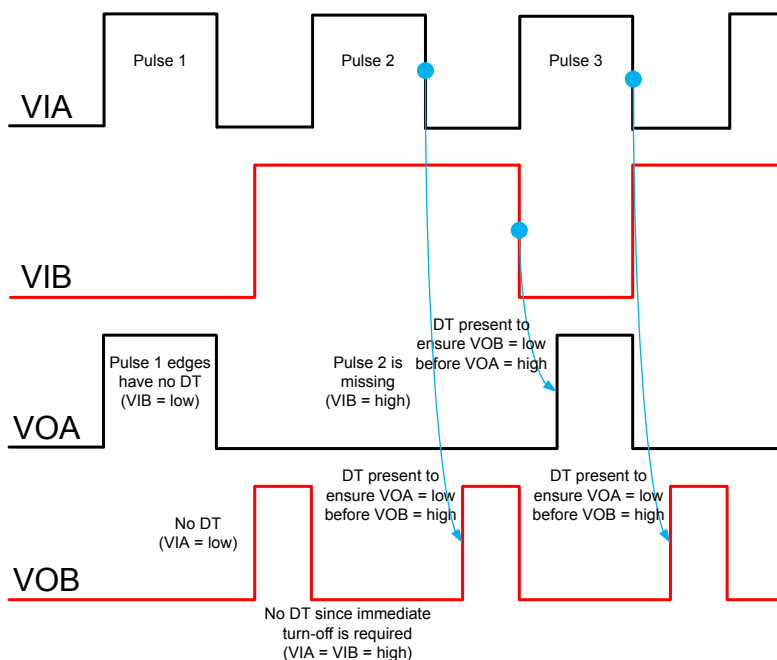 Pulse 1
Pulse 2
Pulse 3
VIA
VIB
DT present to
ensure VOB = low
before VOA = high
Pulse 1 edges
have no DT
(VIB = low)
Pulse 2 is
missing
(VIB = high)
VOA
DT present to
ensure VOA = low
before VOB = high
DT present to
ensure VOA = low
before VOB = high
No DT
(VIA = low)
VOB
No DT since immediate
turn-off is required
(VIA = VIB = high)